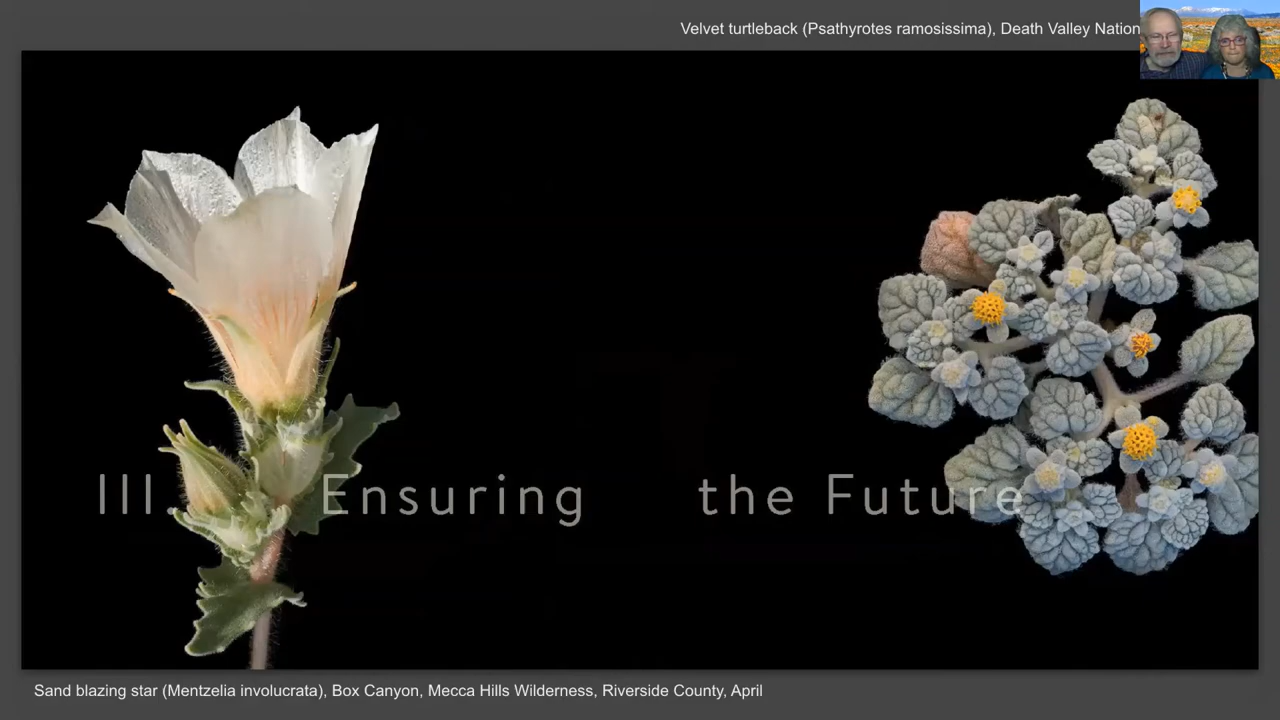 Velvet turtleback (Psathyrotes ramosissima), Death Valley Nation
III. Ensuring the Future
Sand blazing star (Mentzelia involucrata), Box Canyon, Mecca Hills Wilderness, Riverside County, April